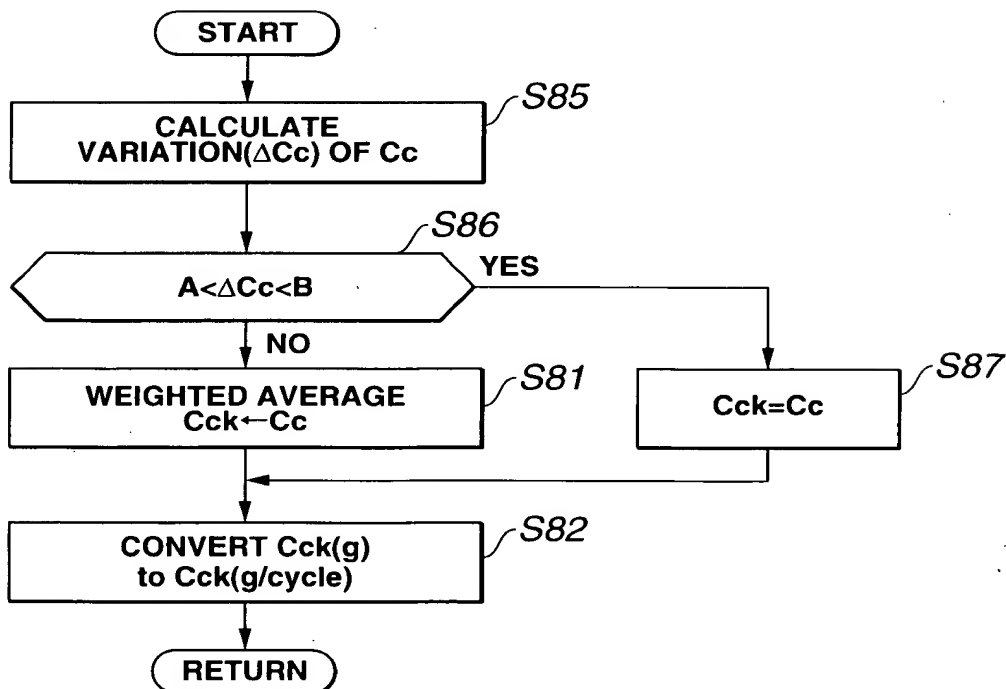 START
S85
CALCULATE
VARIATION(ΔCc) OF Cc
S86
A<ΔCc<B
YES
NO
S81
WEIGHTED AVERAGE
Cck←Cc
S87
Cck=Cc
S82
CONVERT Cck(g)
to Cck(g/cycle)
RETURN